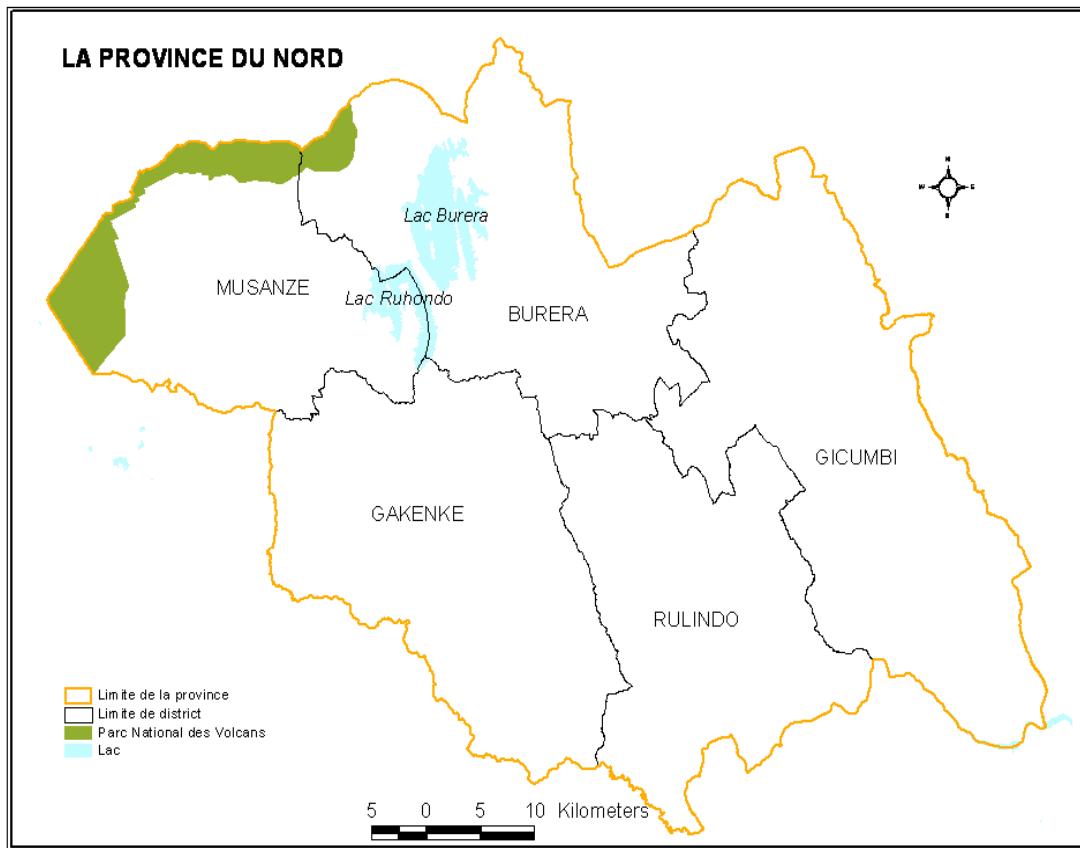 LA PROVINCE DU NORD
N
W E
S
Lac Burera
MUSANZE
Lac Ruhondo
BURERA
GICUMBI
GAKENKE
RULINDO
Limite de la province
Limite de district
Parc National des Volcans
Lac
5 0 5 10 Kilometers